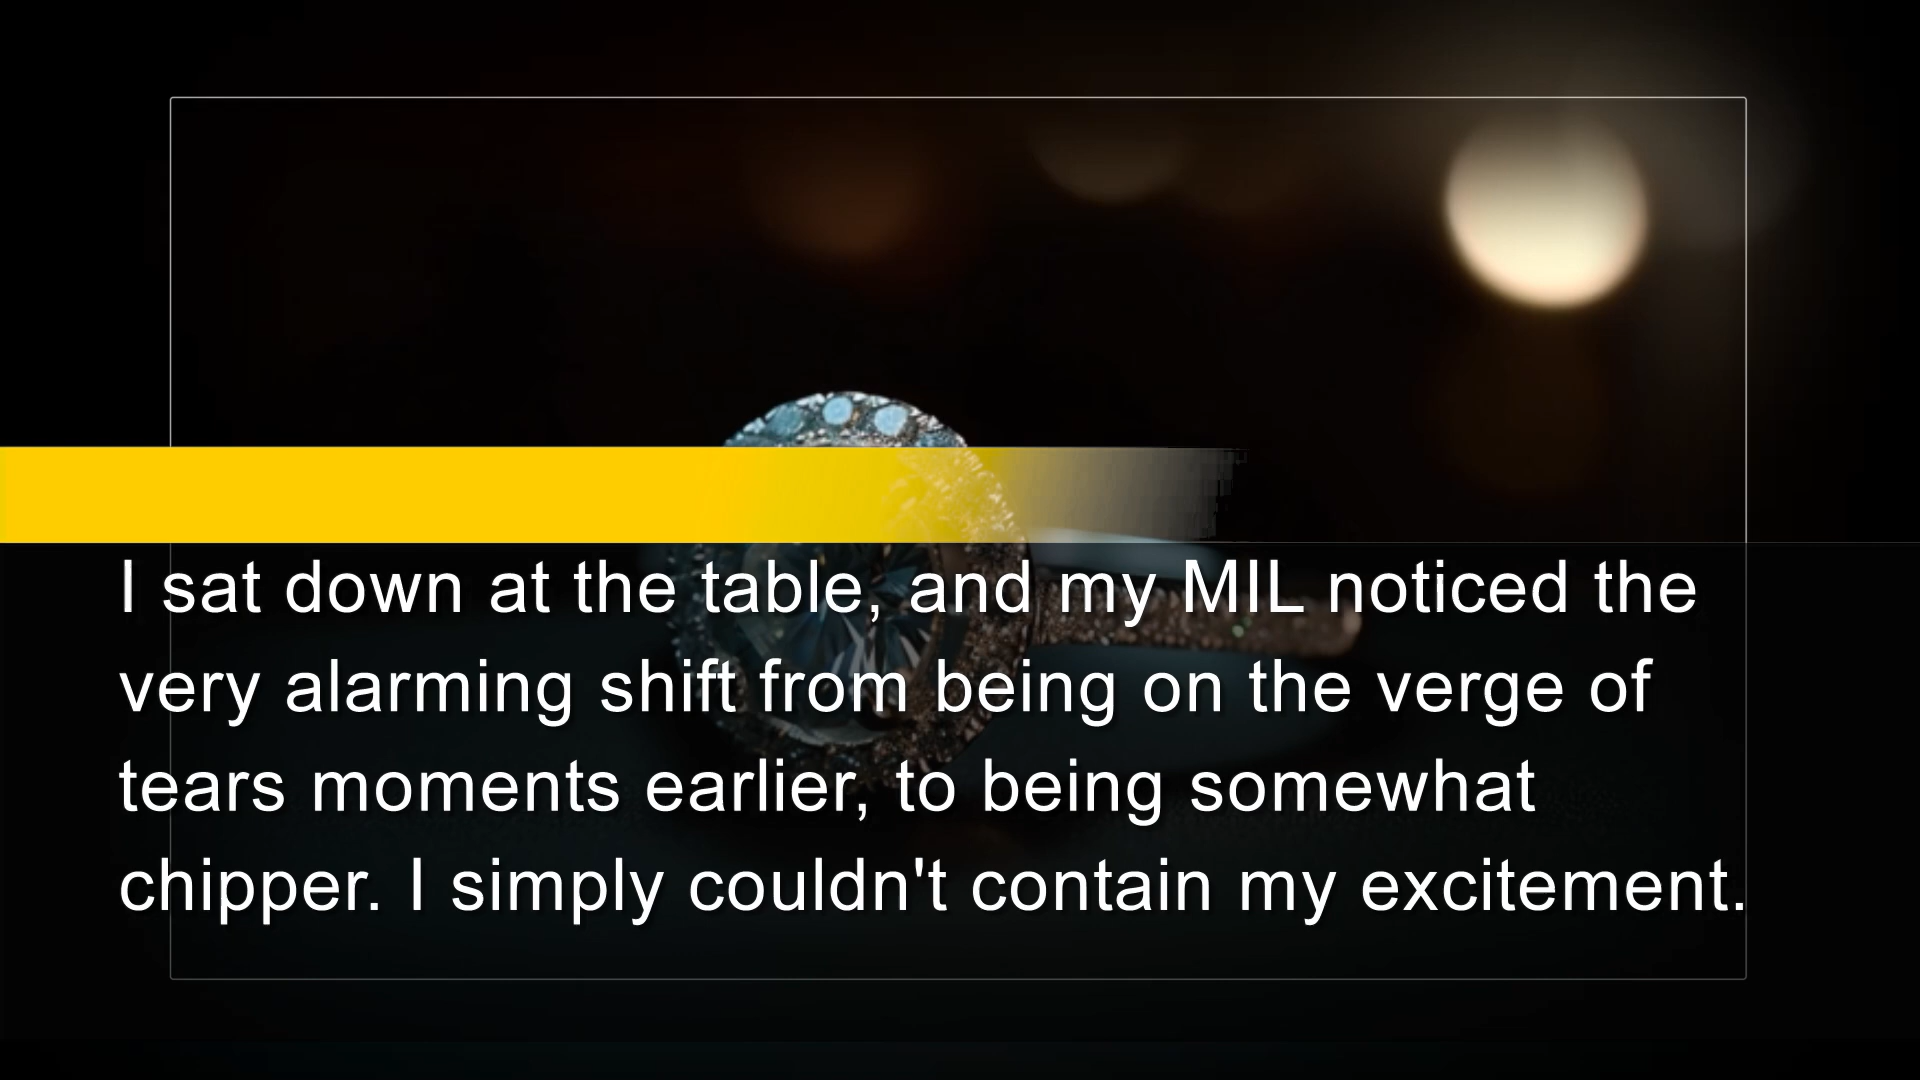 I sat down at the table, and my MIL noticed the
very alarming shift from being on the verge of
tears moments earlier, to being somewhat
chipper. I simply couldn't contain my excitement.